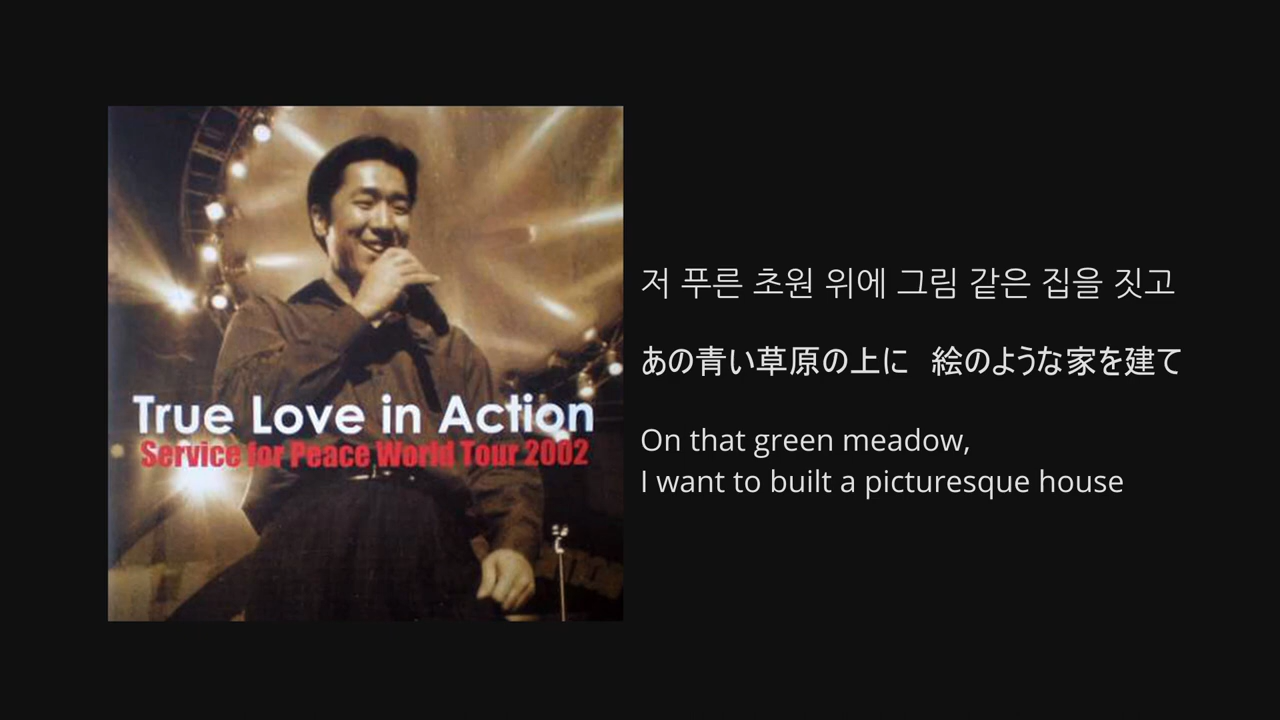 True Love in Action
Service for Peace World Tour 2002
저 푸른 초원 위에 그림 같은 집을 짓고
あの青い草原の上に 絵のような家を建て
On that green meadow,
I want to built a picturesque house